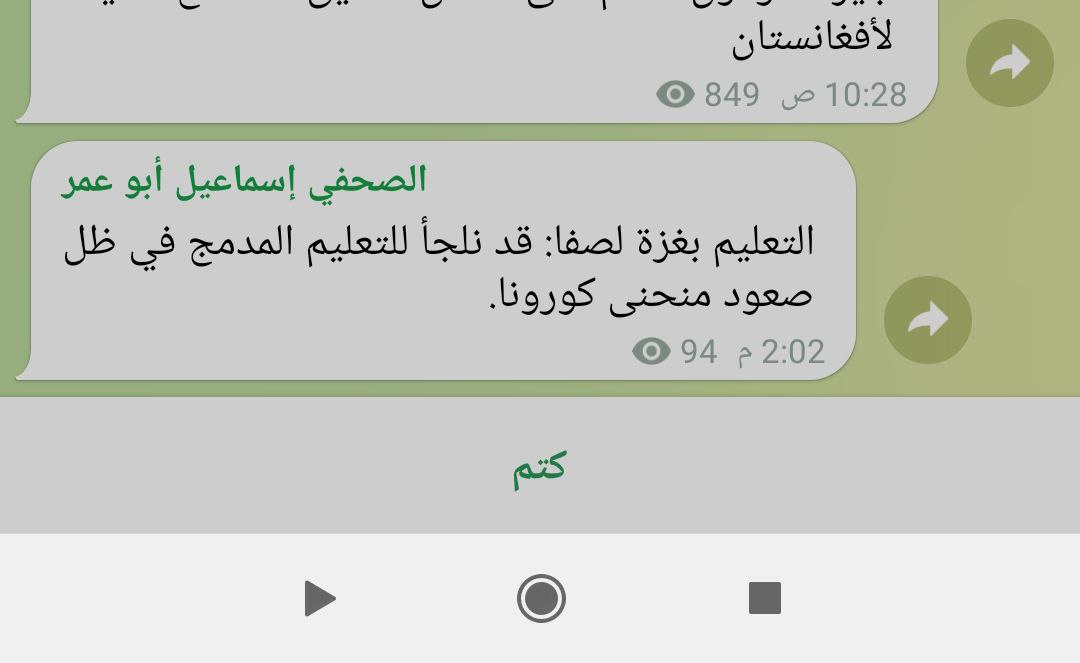 لأفغانستان
10:28 ص 849
الصحفي إسماعيل أبو عمر
التعليم بغزة لصفا: قد نلجأ للتعليم المدمج في ظل
صعود منحنى كورونا.
2:02 م 94
كتم